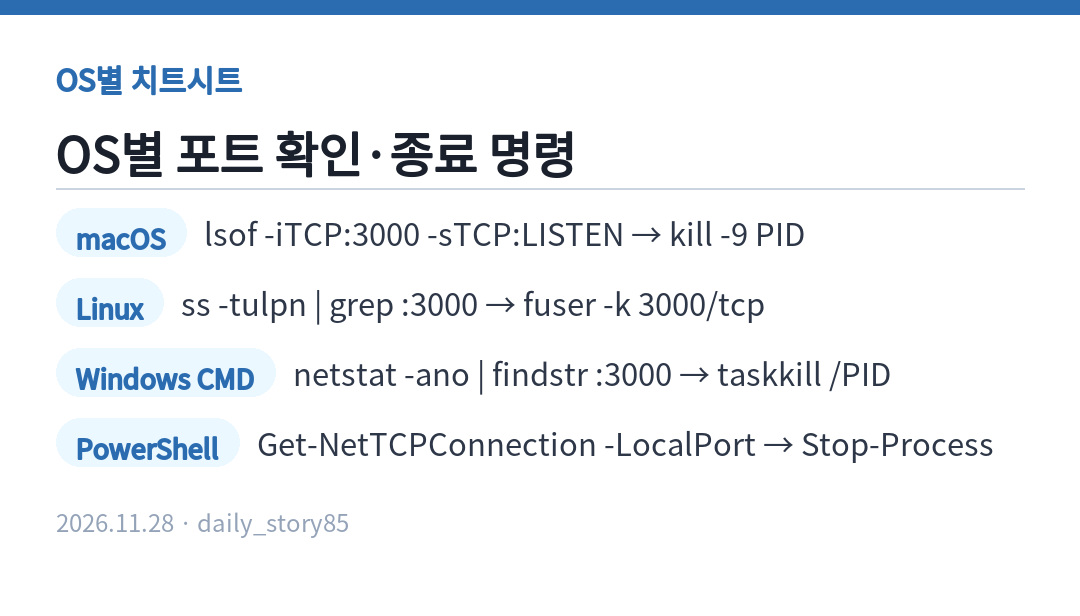 OS별 치트시트
OS별 포트 확인·종료 명령
macOS lsof -iTCP:3000 -sTCP:LISTEN → kill -9 PID
Linux ss -tulpn | grep :3000 → fuser -k 3000/tcp
Windows CMD netstat -ano | findstr :3000 → taskkill /PID
PowerShell Get-NetTCPConnection -LocalPort → Stop-Process
2026.11.28 · daily_story85